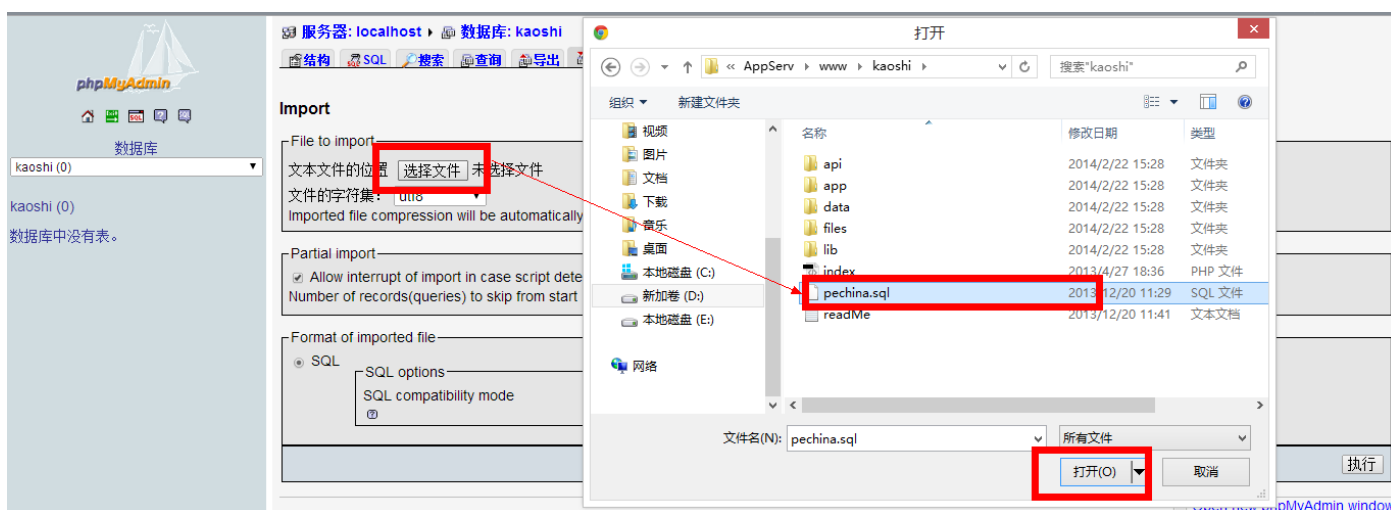 phpMyAdmin
数据库
kaoshi (0)
kaoshi (0)
数据库中没有表。
服务器: localhost 数据库: kaoshi
结构 SQL 搜索 查询 导出
Import
File to import
文本文件的位置 选择文件 未选择文件
文件的字符集: utf8
Imported file compression will be automatically
Partial import
Allow interrupt of import in case script dete
Number of records(queries) to skip from start
Format of imported file
SQL
SQL options
SQL compatibility mode
执行
Open new phpMyAdmin window
打开
« AppServ www kaoshi
搜索"kaoshi"
组织 新建文件夹
视频
图片
文档
下载
音乐
桌面
本地磁盘 (C:)
新加卷 (D:)
本地磁盘 (E:)
网络
名称 修改日期 类型
api 2014/2/22 15:28 文件夹
app 2014/2/22 15:28 文件夹
data 2014/2/22 15:28 文件夹
files 2014/2/22 15:28 文件夹
lib 2014/2/22 15:28 文件夹
index 2013/4/27 18:36 PHP 文件
pechina.sql 2013/12/20 11:29 SQL 文件
readMe 2013/12/20 11:41 文本文档
文件名(N): pechina.sql 所有文件
打开(O) 取消